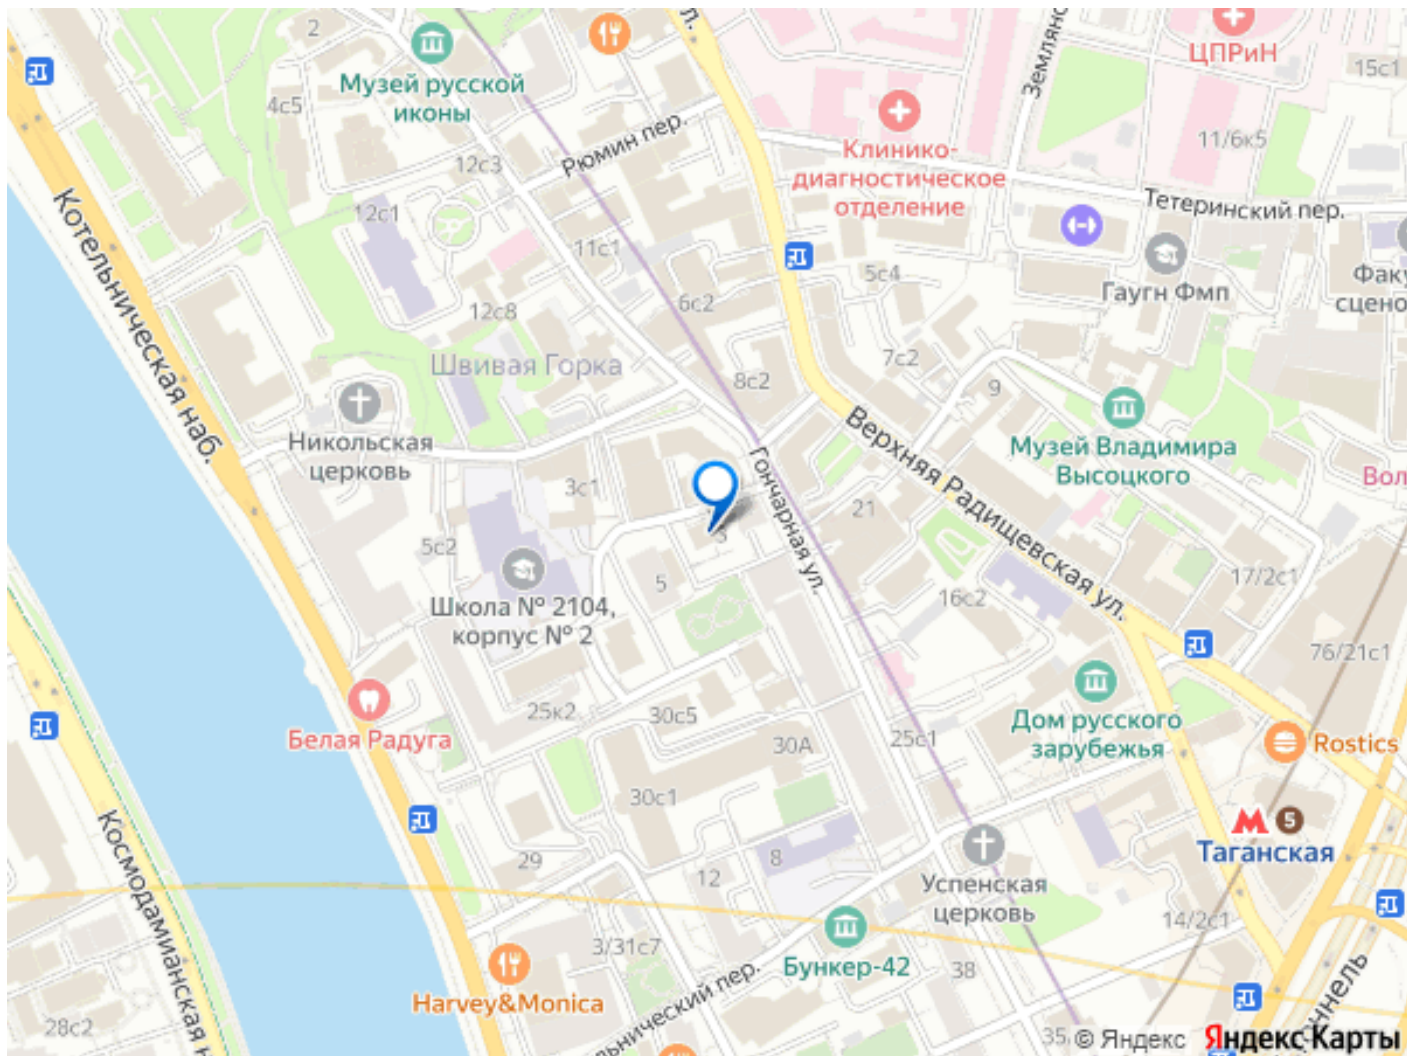 2
ЦПРиН
15с1
Музей русской
иконы
4с5
Рюмин пер.
Клинико-
диагностическое
отделение
11/6к5
12с3
Тетеринский пер.
12с1
11с1
5с4
Гаугн Фмп
Котельническая наб.
6с2
12с8
Швивая Горка
7с2
8с2
9
Никольская
церковь
Верхняя Радищевская ул.
Музей Владимира
Высоцкого
3с1
Гончарная ул.
21
5с2
3
Школа № 2104,
корпус № 2
5
16с2
17/2с1
76/21с1
Белая Радуга
25к2
30с5
30А
25с1
Дом русского
зарубежья
Rostics
30с1
29
8
12
5
Таганская
Успенская
церковь
14/2с1
3/31с7
Бункер-42
38
Harvey&Monica
28с2
35
© Яндекс Яндекс Карты